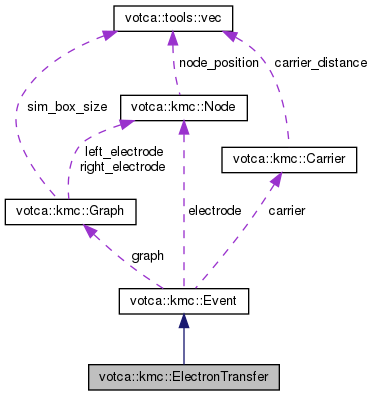 votca::tools::vec
node_position
carrier_distance
sim_box_size
votca::kmc::Node
left_electrode
right_electrode
votca::kmc::Carrier
votca::kmc::Graph
electrode
carrier
graph
votca::kmc::Event
votca::kmc::ElectronTransfer